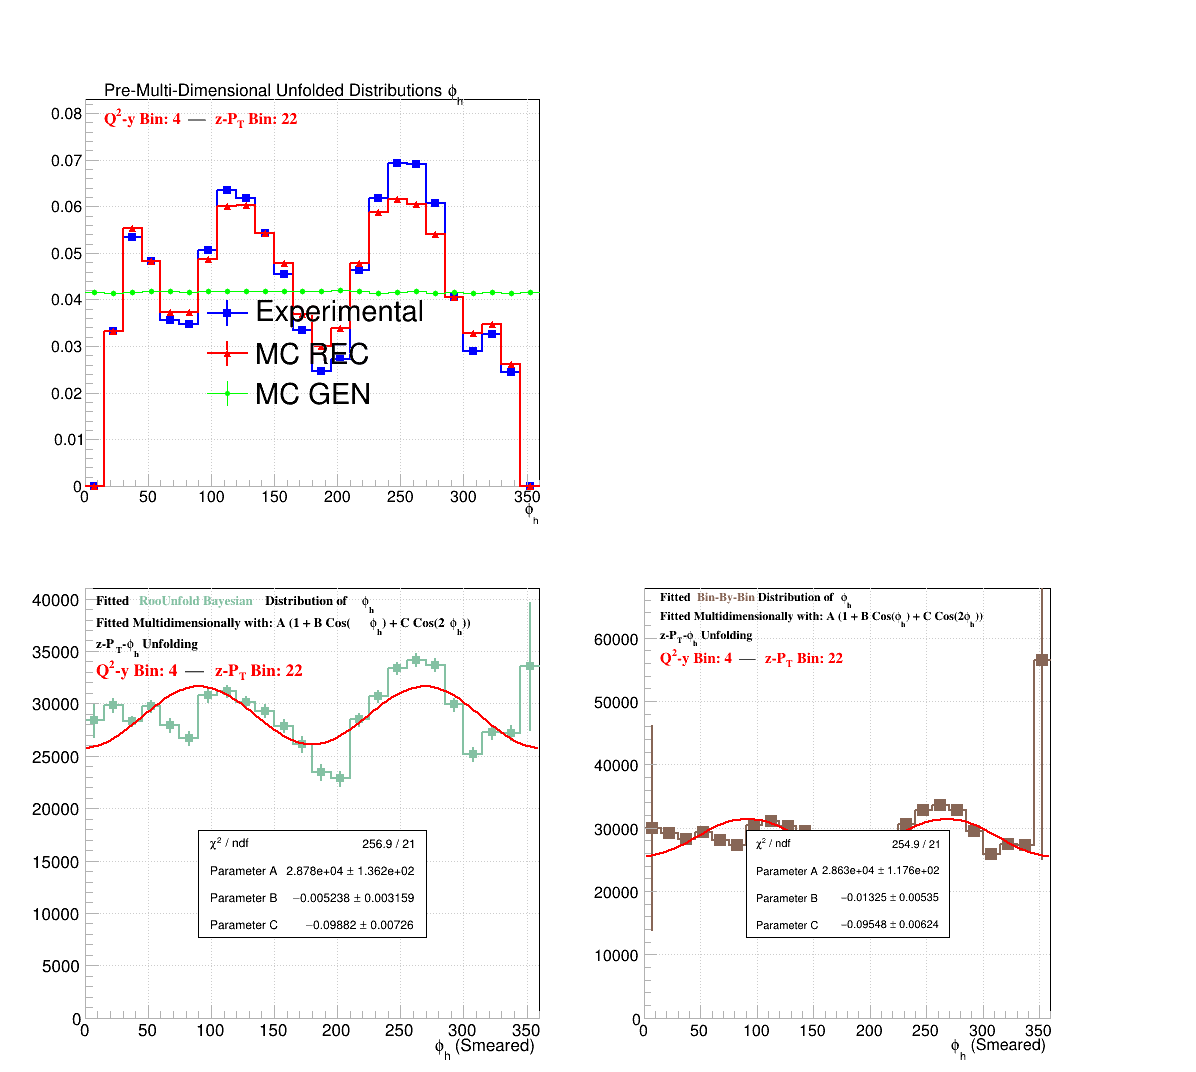 Pre-Multi-Dimensional Unfolded Distributions ϕh
Q2-y Bin: 4 — z-PT Bin: 22
0.08
0.07
0.06
0.05
0.04
0.03
0.02
0.01
0
Experimental
MC REC
MC GEN
0 50 100 150 200 250 300 350
ϕh
Fitted RooUnfold Bayesian Distribution of ϕh
Fitted Multidimensionally with: A (1 + B Cos( ϕh) + C Cos(2 ϕh))
z-PT-ϕh Unfolding
Q2-y Bin: 4 — z-PT Bin: 22
40000
35000
30000
25000
20000
15000
10000
5000
0
χ2 / ndf 256.9 / 21
Parameter A 2.878e+04 ± 1.362e+02
Parameter B −0.005238 ± 0.003159
Parameter C −0.09882 ± 0.00726
0 50 100 150 200 250 300 350
ϕh (Smeared)
Fitted Bin-By-Bin Distribution of ϕh
Fitted Multidimensionally with: A (1 + B Cos(ϕh) + C Cos(2ϕh))
z-PT-ϕh Unfolding
Q2-y Bin: 4 — z-PT Bin: 22
60000
50000
40000
30000
20000
10000
0
χ2 / ndf 254.9 / 21
Parameter A 2.863e+04 ± 1.176e+02
Parameter B −0.01325 ± 0.00535
Parameter C −0.09548 ± 0.00624
0 50 100 150 200 250 300 350
ϕh (Smeared)